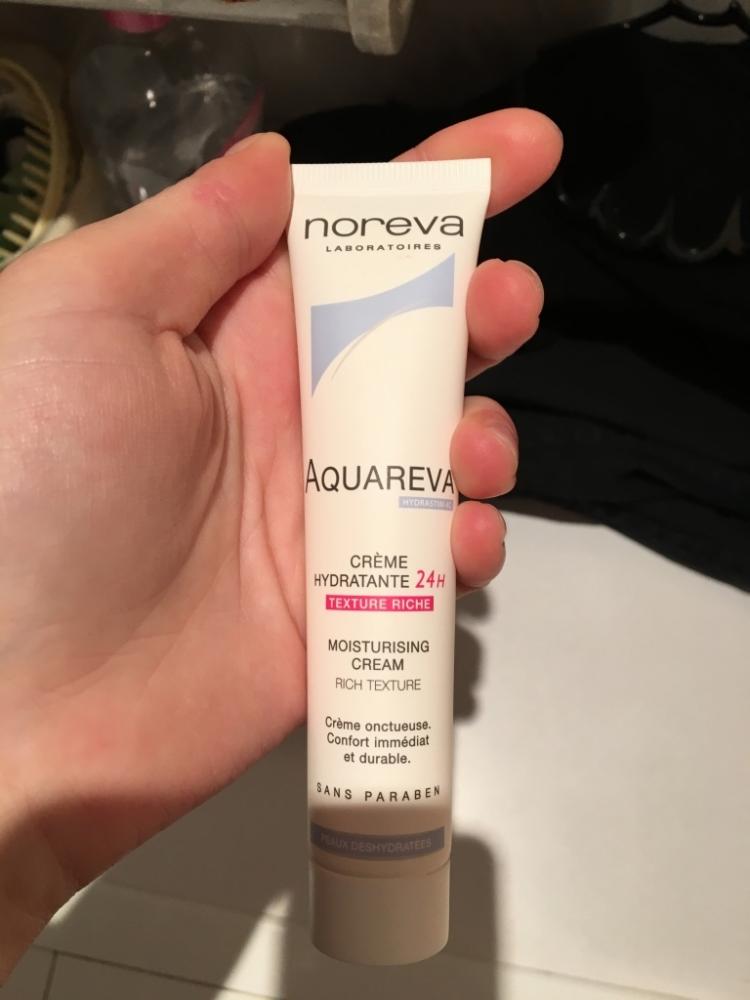 noreva
LABORATOIRES
AQUAREVA
CRÈME
HYDRATANTE 24H
TEXTURE RICHE
MOISTURISING
CREAM
RICH TEXTURE
Crème onctueuse.
Confort immédiat
et durable.
SANS PARABEN
PEAUX DESHYDRATÉES